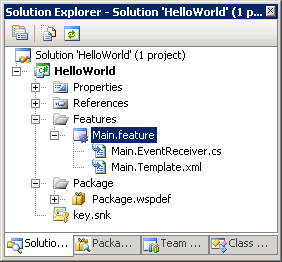 Solution Explorer - Solution 'HelloWorld' (1 p...
Solution 'HelloWorld' (1 project)
HelloWorld
Properties
References
Features
Main.feature
Main.EventReceiver.cs
Main.Template.xml
Package
Package.wspdef
key.snk
Solutio... Packa... Team ... Class ...